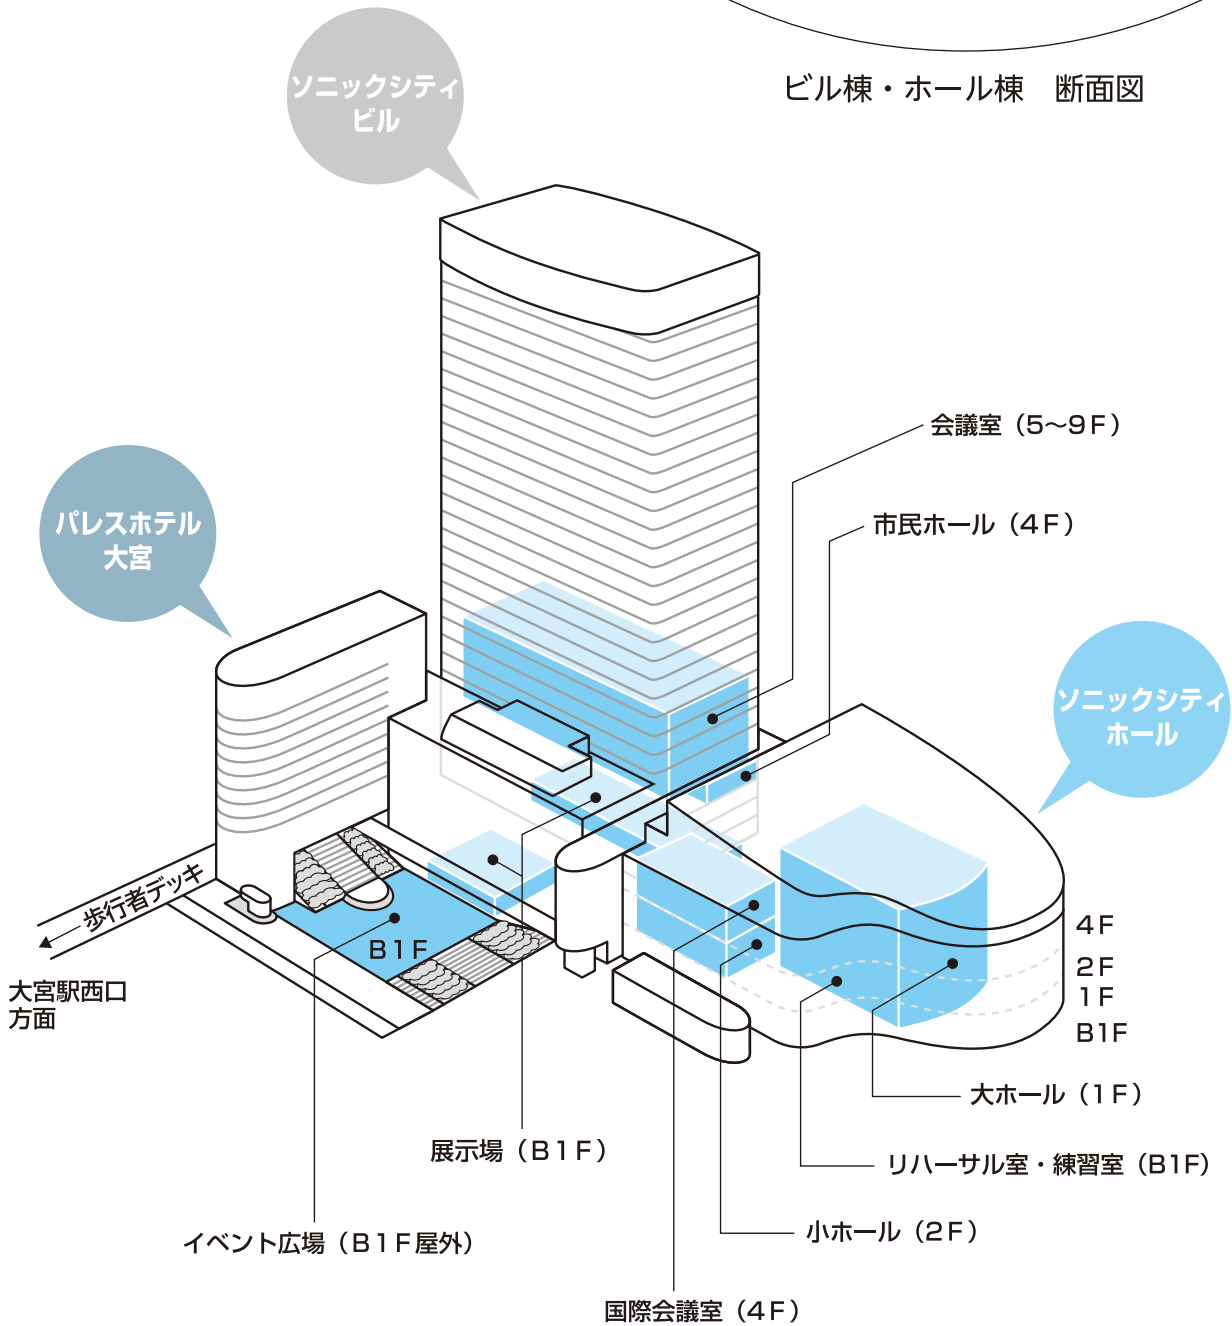 ビル棟・ホール棟　断面図
ソニックシティ
ビル
会議室（5〜9F）
市民ホール（4F）
パレスホテル
大宮
ソニックシティ
ホール
歩行者デッキ
大宮駅西口
方面
B1F
4F
2F
1F
B1F
大ホール（1F）
展示場（B1F）
リハーサル室・練習室（B1F）
小ホール（2F）
イベント広場（B1F屋外）
国際会議室（4F）